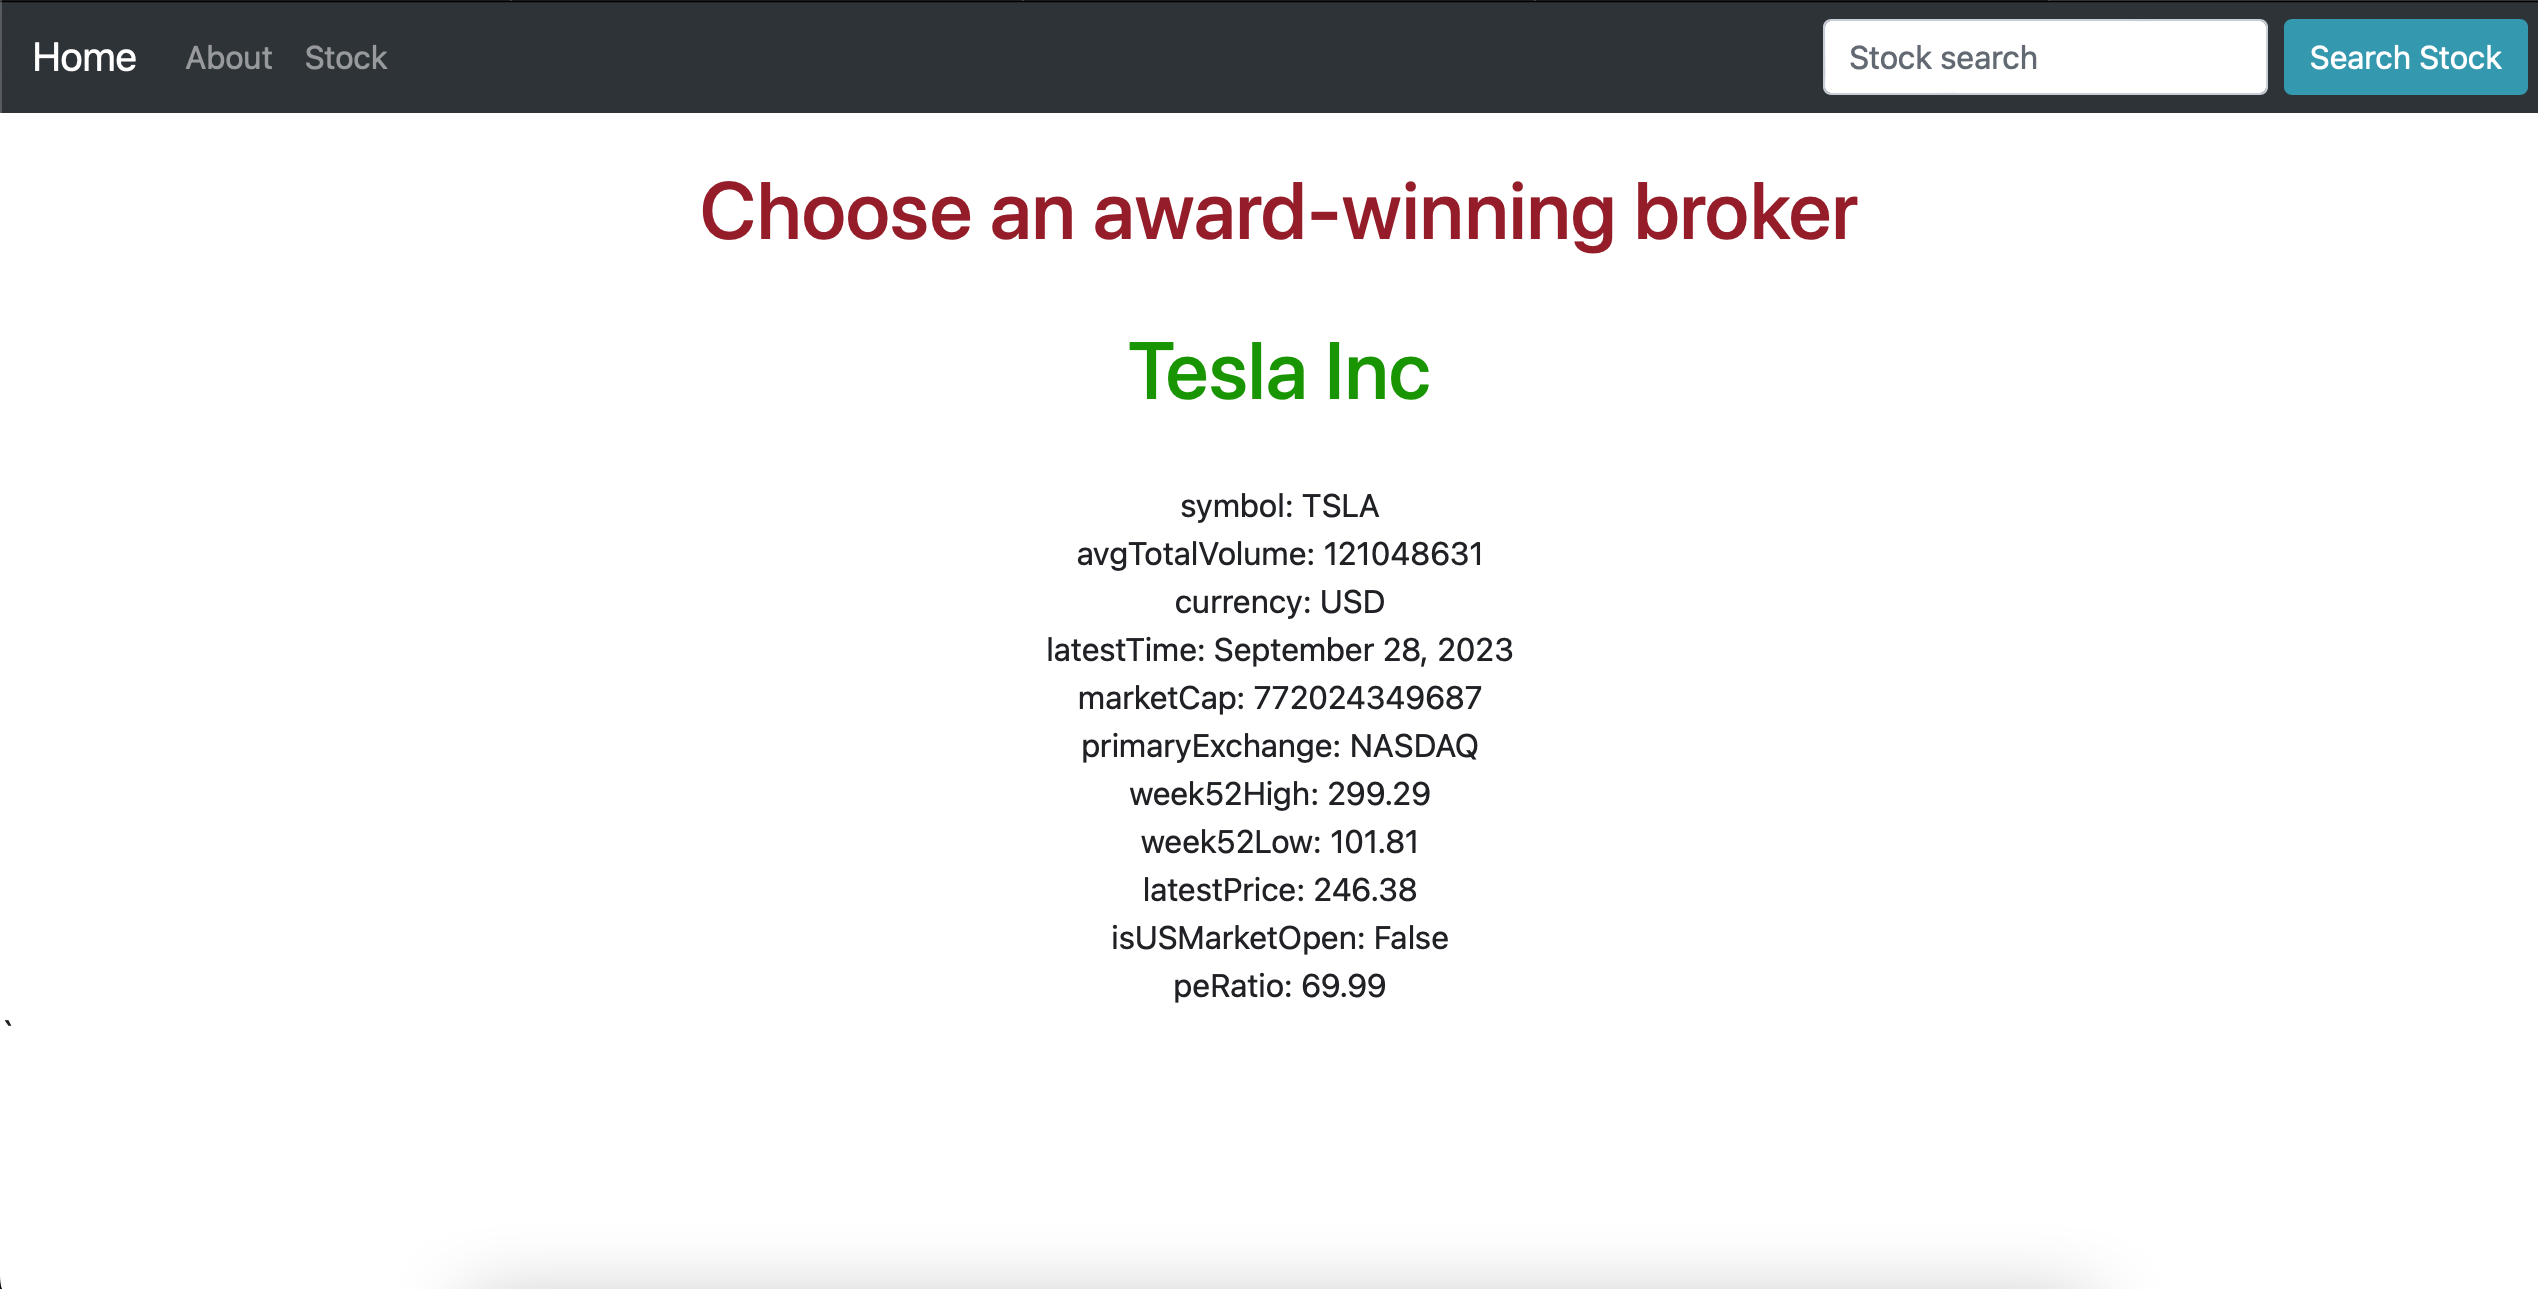 Home About Stock Stock search Search Stock
Choose an award-winning broker
Tesla Inc
symbol: TSLA
avgTotalVolume: 121048631
currency: USD
latestTime: September 28, 2023
marketCap: 772024349687
primaryExchange: NASDAQ
week52High: 299.29
week52Low: 101.81
latestPrice: 246.38
isUSMarketOpen: False
peRatio: 69.99
`